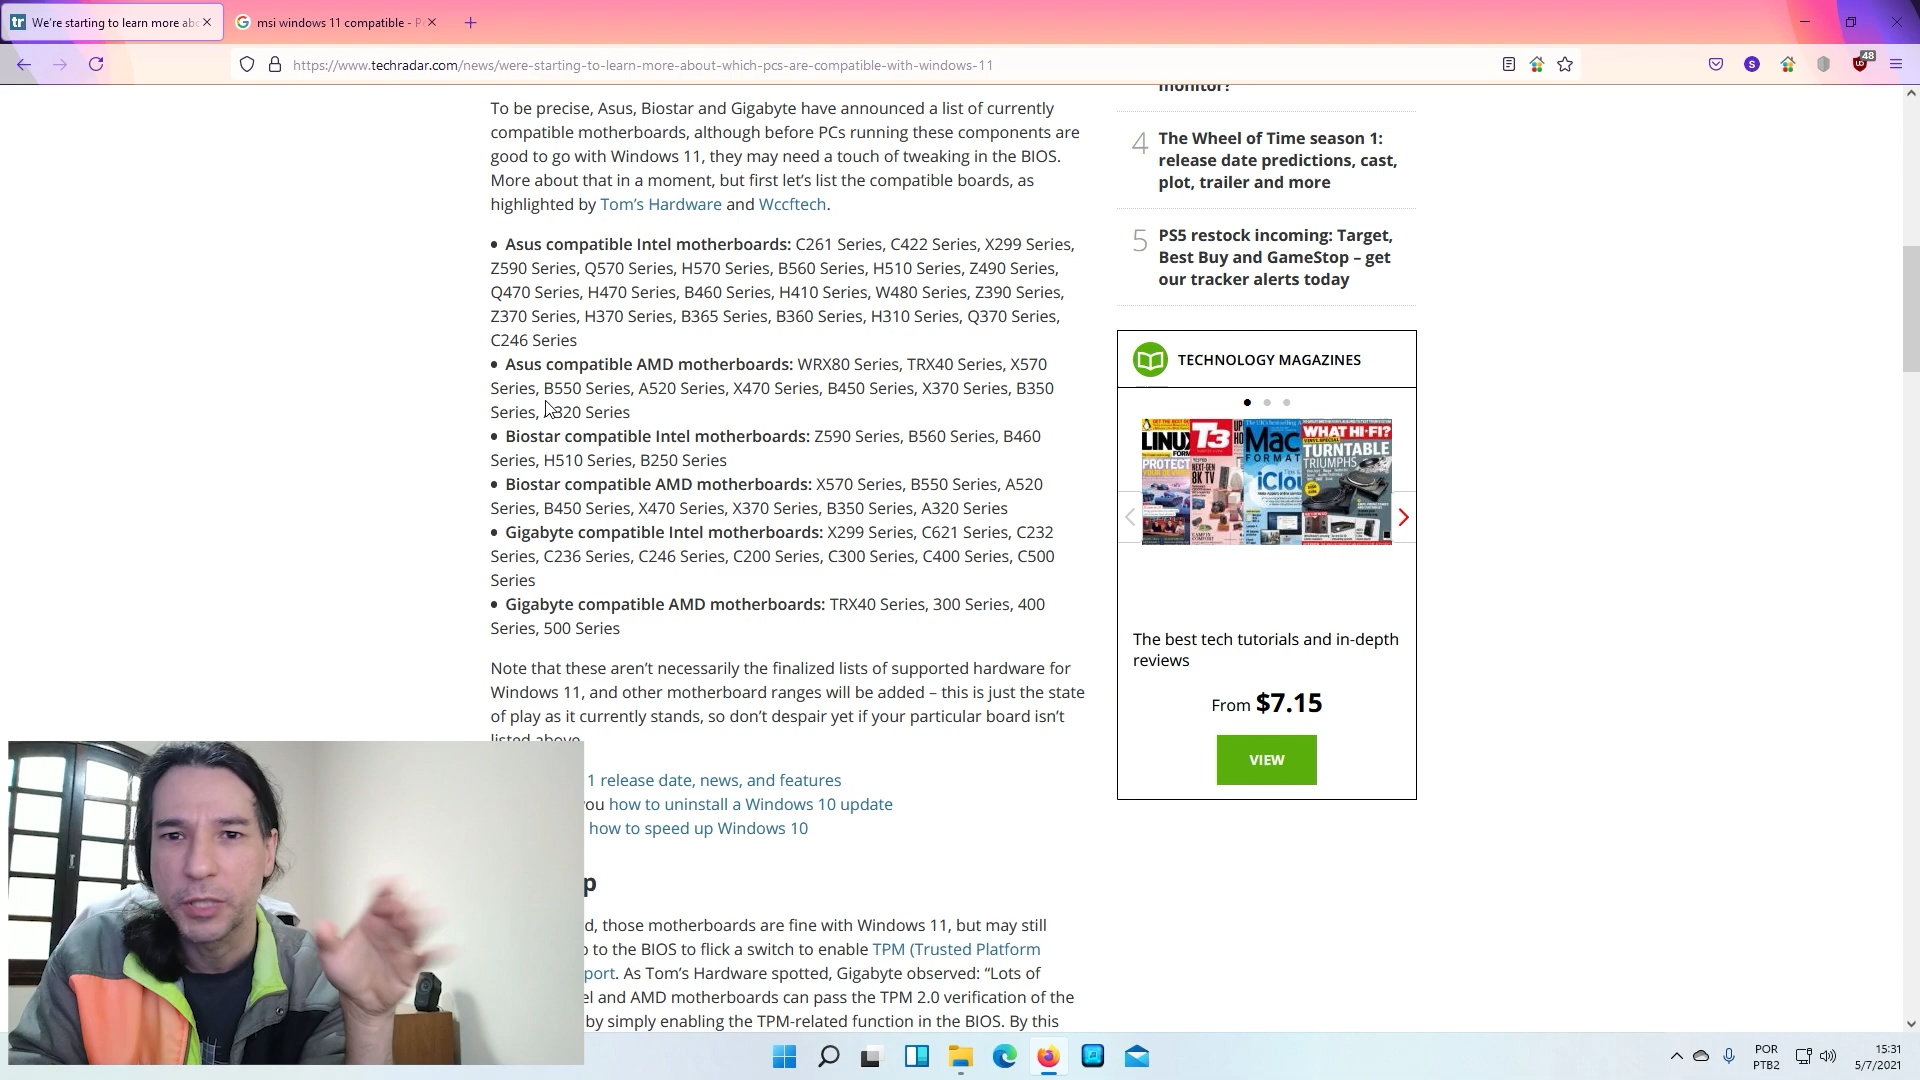 We're starting to learn more abo
msi windows 11 compatible - Pe
https://www.techradar.com/news/were-starting-to-learn-more-about-which-pcs-are-compatible-with-windows-11
S
48
To be precise, Asus, Biostar and Gigabyte have announced a list of currently
compatible motherboards, although before PCs running these components are
good to go with Windows 11, they may need a touch of tweaking in the BIOS.
More about that in a moment, but first let's list the compatible boards, as
highlighted by Tom's Hardware and Wccftech.
• Asus compatible Intel motherboards: C261 Series, C422 Series, X299 Series,
Z590 Series, Q570 Series, H570 Series, B560 Series, H510 Series, Z490 Series,
Q470 Series, H470 Series, B460 Series, H410 Series, W480 Series, Z390 Series,
Z370 Series, H370 Series, B365 Series, B360 Series, H310 Series, Q370 Series,
C246 Series
• Asus compatible AMD motherboards: WRX80 Series, TRX40 Series, X570
Series, B550 Series, A520 Series, X470 Series, B450 Series, X370 Series, B350
Series, 320 Series
• Biostar compatible Intel motherboards: Z590 Series, B560 Series, B460
Series, H510 Series, B250 Series
• Biostar compatible AMD motherboards: X570 Series, B550 Series, A520
Series, B450 Series, X470 Series, X370 Series, B350 Series, A320 Series
• Gigabyte compatible Intel motherboards: X299 Series, C621 Series, C232
Series, C236 Series, C246 Series, C200 Series, C300 Series, C400 Series, C500
Series
• Gigabyte compatible AMD motherboards: TRX40 Series, 300 Series, 400
Series, 500 Series
Note that these aren't necessarily the finalized lists of supported hardware for
Windows 11, and other motherboard ranges will be added – this is just the state
of play as it currently stands, so don't despair yet if your particular board isn't
listed above.
1 release date, news, and features
you how to uninstall a Windows 10 update
how to speed up Windows 10
p
d, those motherboards are fine with Windows 11, but may still
to the BIOS to flick a switch to enable TPM (Trusted Platform
port. As Tom's Hardware spotted, Gigabyte observed: “Lots of
el and AMD motherboards can pass the TPM 2.0 verification of the
by simply enabling the TPM-related function in the BIOS. By this
monitor?
4 The Wheel of Time season 1:
release date predictions, cast,
plot, trailer and more
5 PS5 restock incoming: Target,
Best Buy and GameStop – get
our tracker alerts today
TECHNOLOGY MAGAZINES
LINUX
T3
Mac
FORMAT
WHAT HI-FI?
TURNTABLE
TRIUMPHS
The best tech tutorials and in-depth
reviews
From $7.15
VIEW
POR
PTB2
15:31
5/7/2021